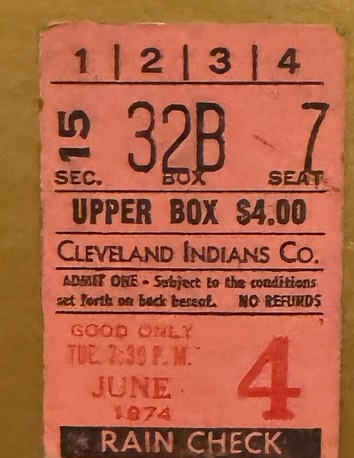 1 | 2 | 3 | 4
15 32B 7
SEC. BOX SEAT
UPPER BOX $4.00
CLEVELAND INDIANS CO.
ADMIT ONE - Subject to the conditions
set forth on back hereof. NO REFUNDS
GOOD ONLY
TUE. 7:30 P.M.
JUNE 4
1974
RAIN CHECK